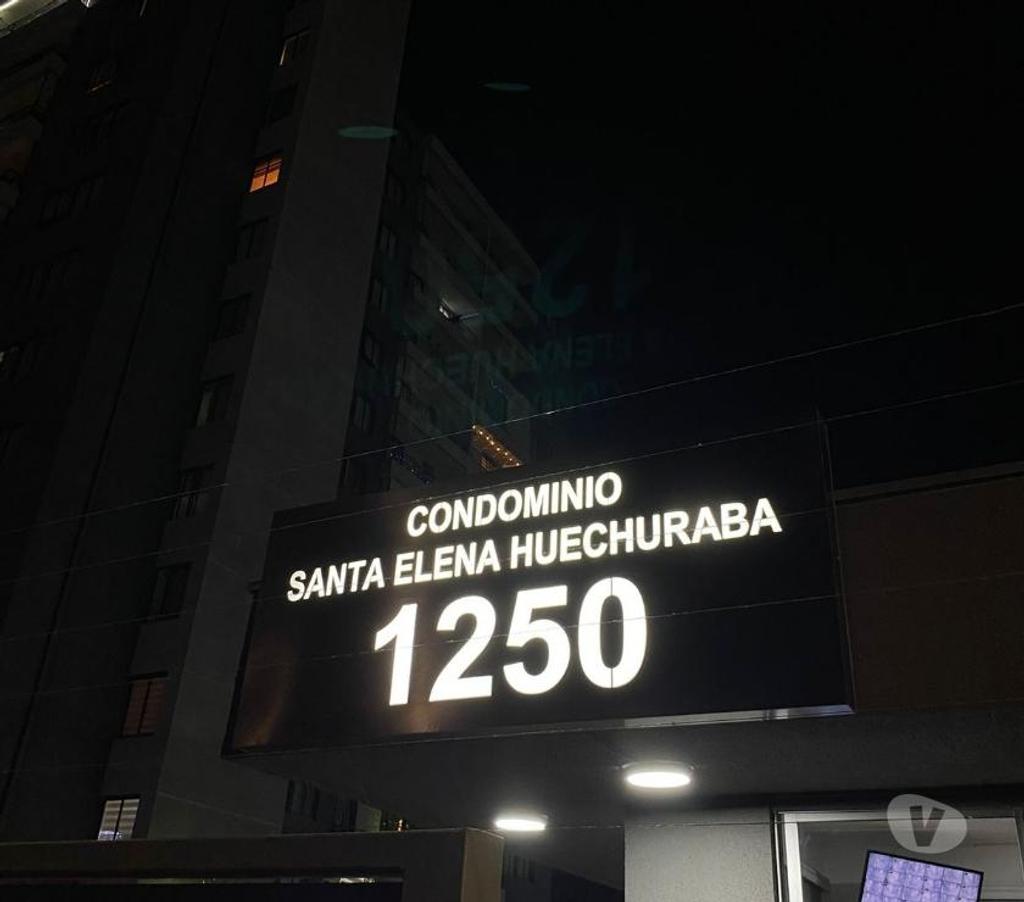 CONDOMINIO
SANTA ELENA HUECHURABA
1250
V